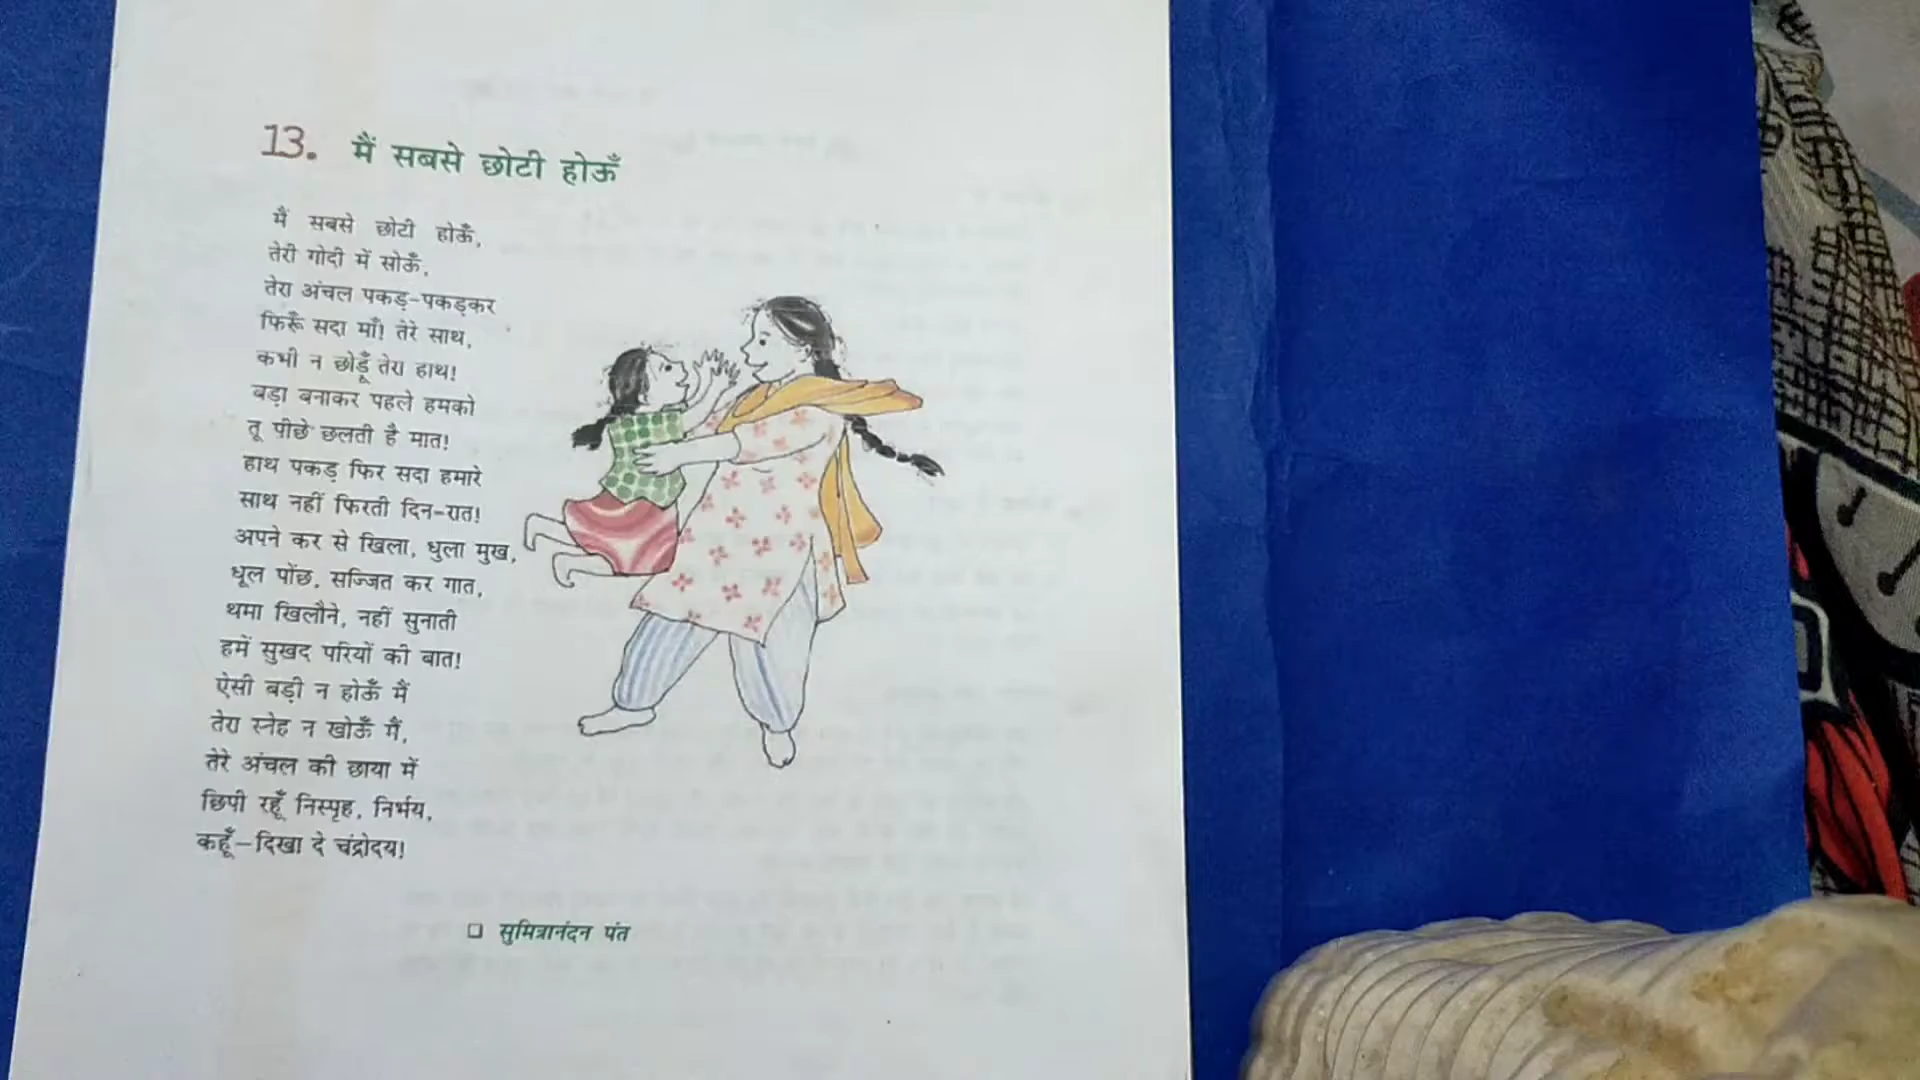 13. मैं सबसे छोटी होऊँ
मैं सबसे छोटी होऊँ,
तेरी गोदी में सोऊँ,
तेरा अंचल पकड़-पकड़कर
फिरूँ सदा माँ! तेरे साथ,
कभी न छोड़ूँ तेरा हाथ!
बड़ा बनाकर पहले हमको
तू पीछे छलती है मात!
हाथ पकड़ फिर सदा हमारे
साथ नहीं फिरती दिन-रात!
अपने कर से खिला, धुला मुख,
धूल पोंछ, सज्जित कर गात,
थमा खिलौने, नहीं सुनाती
हमें सुखद परियों की बात!
ऐसी बड़ी न होऊँ मैं
तेरा स्नेह न खोऊँ मैं,
तेरे अंचल की छाया में
छिपी रहूँ निस्पृह, निर्भय,
कहूँ–दिखा दे चंद्रोदय!
❑ सुमित्रानंदन पंत